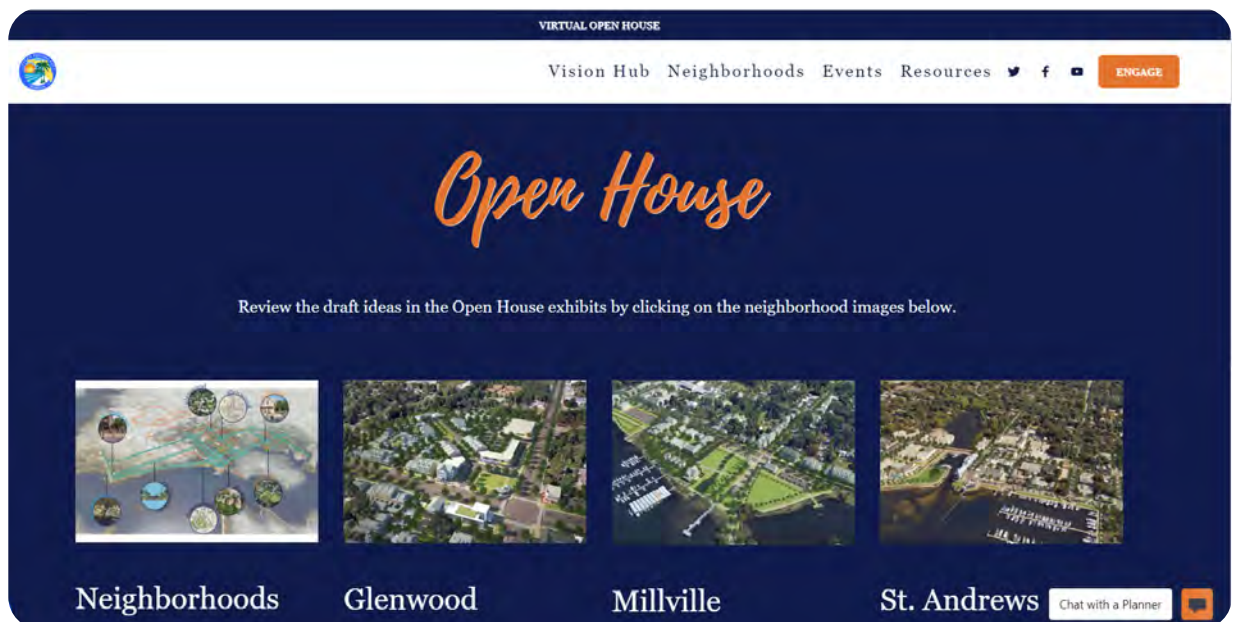 VIRTUAL OPEN HOUSE
Vision Hub Neighborhoods Events Resources ENGAGE
Open House
Review the draft ideas in the Open House exhibits by clicking on the neighborhood images below.
Neighborhoods Glenwood Millville St. Andrews
Chat with a Planner